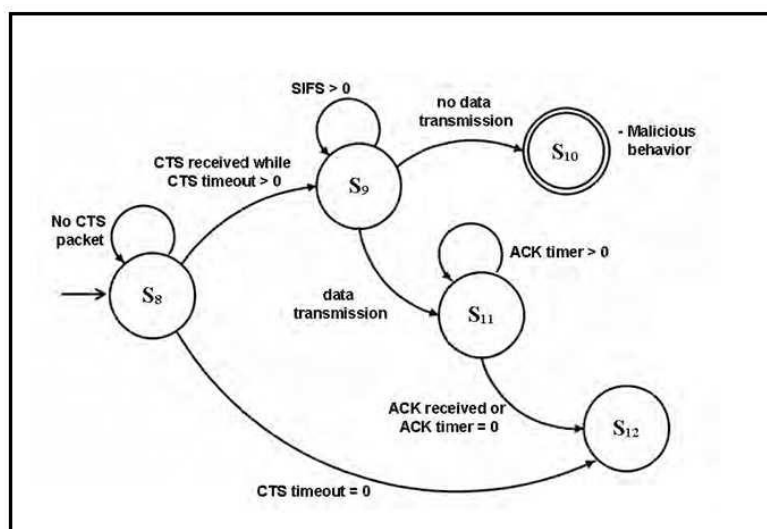 SIFS > 0
no data
transmission
S10
- Malicious
behavior
CTS received while
CTS timeout > 0
S9
No CTS
packet
ACK timer > 0
S8
data
transmission
S11
ACK received or
ACK timer = 0
S12
CTS timeout = 0